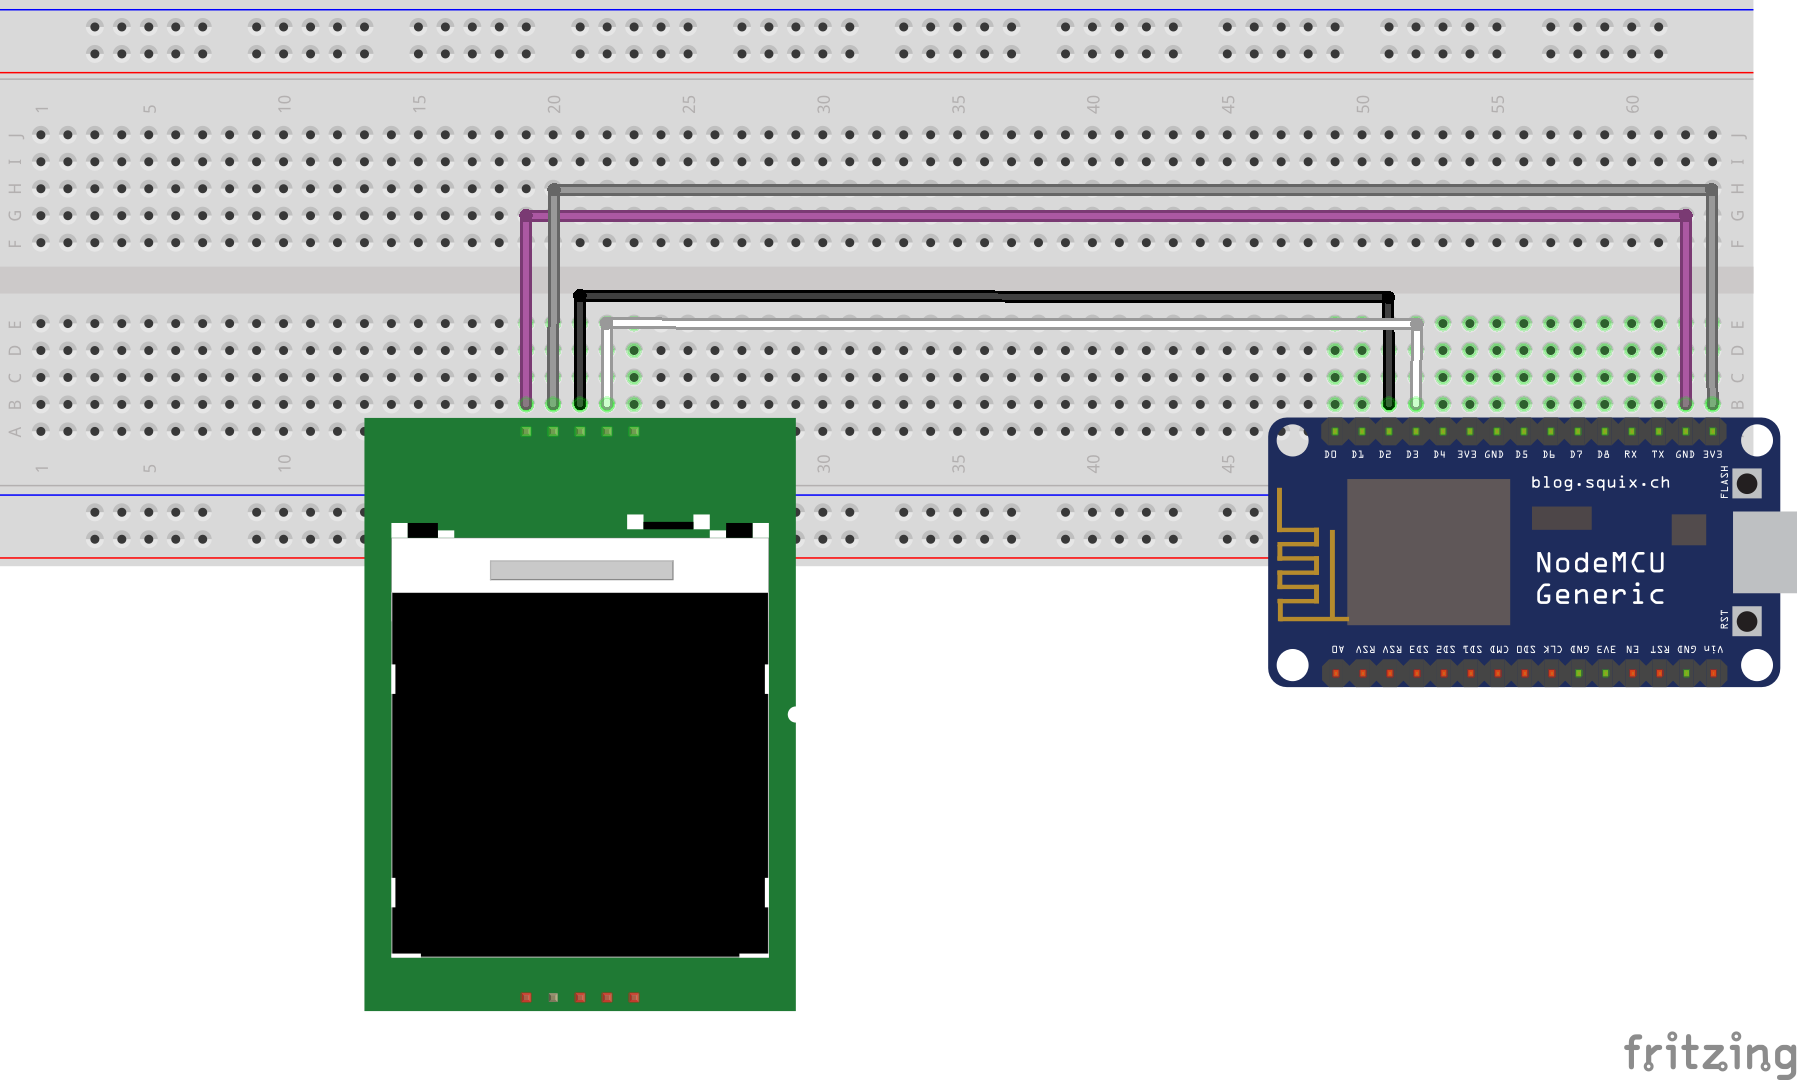 1 5 10 15 20 25 30 35 40 45 50 55 60
J J
I I
H H
G G
F F
E E
D D
C C
B B
A
1 5 10 30 35 40 45
D0 D1 D2 D3 D4 3V3 GND D5 D6 D7 D8 RX TX GND 3V3
blog.squix.ch
FLASH
NodeMCU
Generic
RST
A0 RSV RSV SD3 SD2 SD1 CMD SD0 CLK GND 3V3 EN RST GND Vin
fritzing